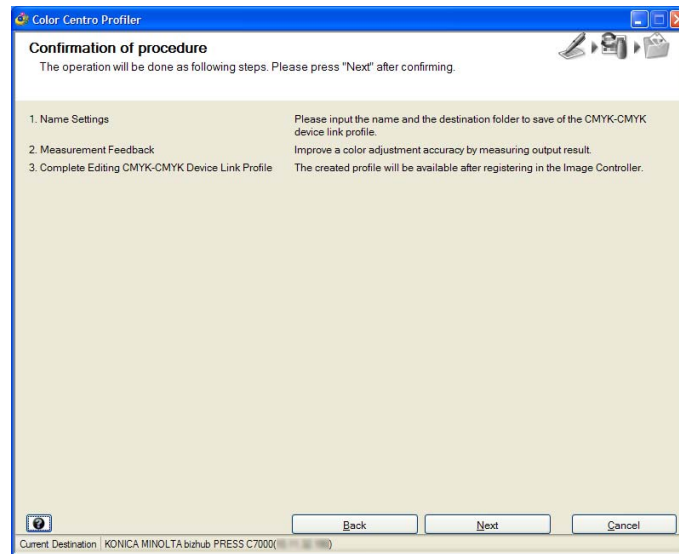 Color Centro Profiler
Confirmation of procedure
The operation will be done as following steps. Please press "Next" after confirming.
1. Name Settings
Please input the name and the destination folder to save of the CMYK-CMYK
device link profile.
2. Measurement Feedback
Improve a color adjustment accuracy by measuring output result.
3. Complete Editing CMYK-CMYK Device Link Profile
The created profile will be available after registering in the Image Controller.
?
Back
Next
Cancel
Current Destination
KONICA MINOLTA bizhub PRESS C7000( )